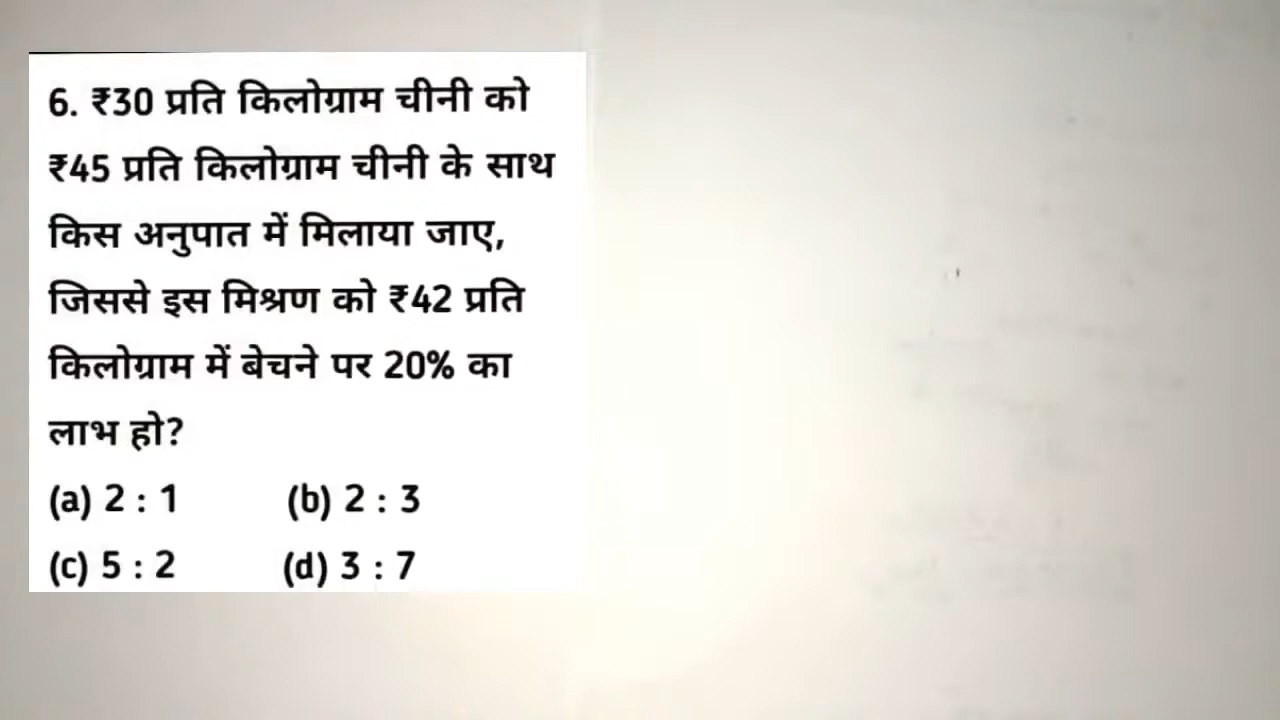 6. ₹30 प्रति किलोग्राम चीनी को
₹45 प्रति किलोग्राम चीनी के साथ
किस अनुपात में मिलाया जाए,
जिससे इस मिश्रण को ₹42 प्रति
किलोग्राम में बेचने पर 20% का
लाभ हो?
(a) 2 : 1 (b) 2 : 3
(c) 5 : 2 (d) 3 : 7